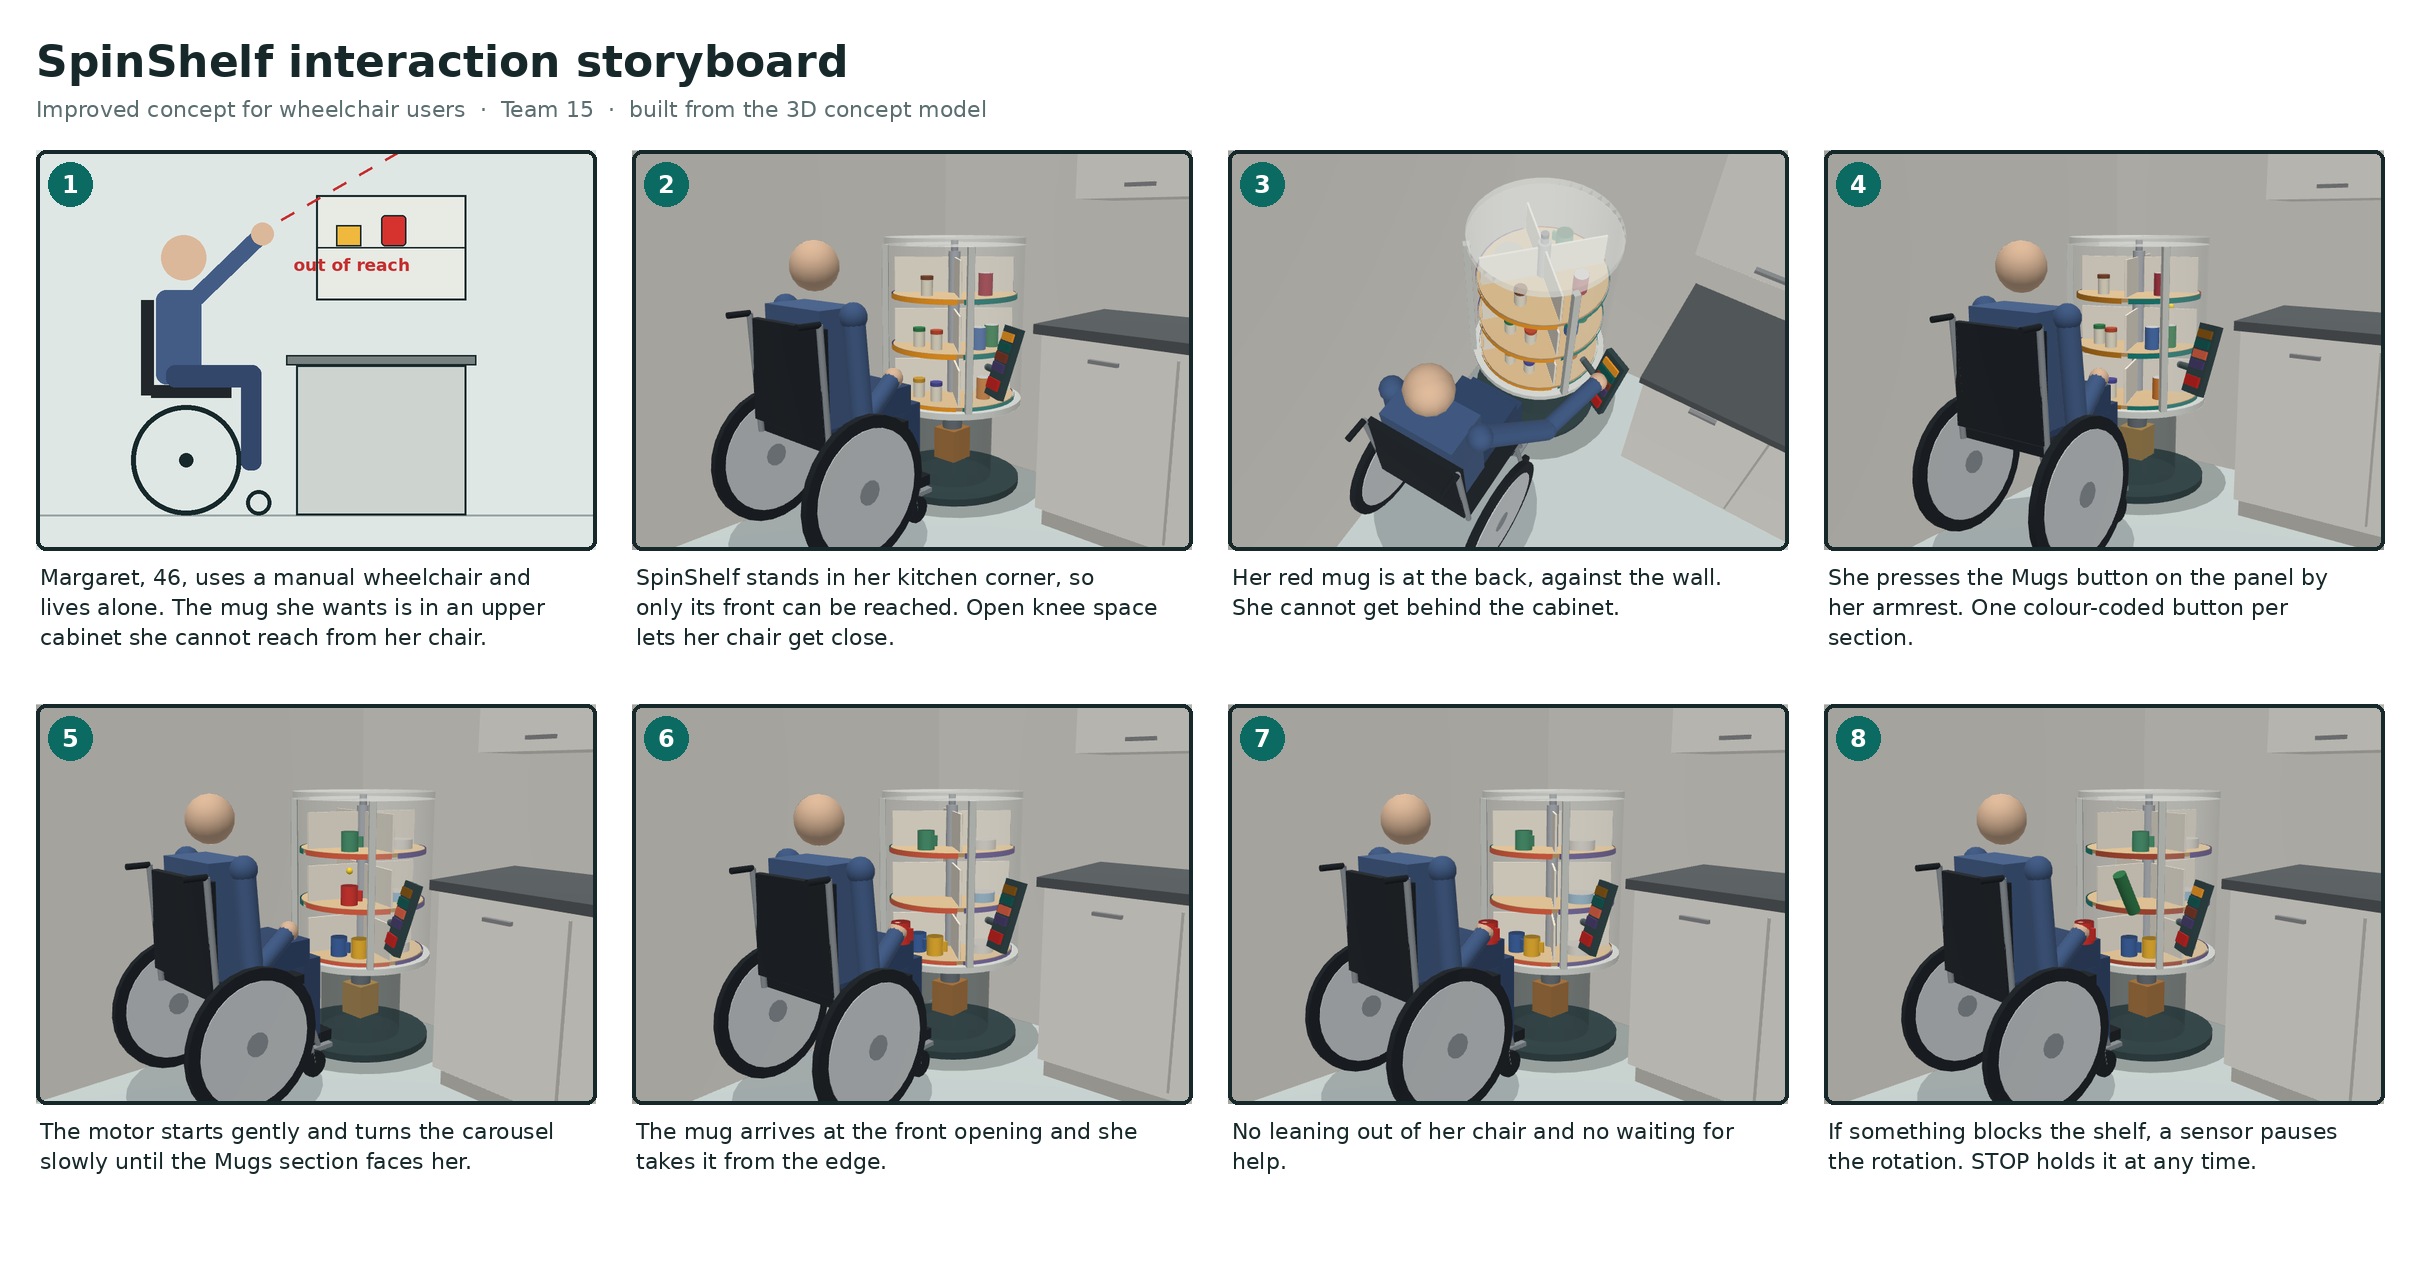 SpinShelf interaction storyboard
Improved concept for wheelchair users · Team 15 · built from the 3D concept model
1
out of reach
Margaret, 46, uses a manual wheelchair and
lives alone. The mug she wants is in an upper
cabinet she cannot reach from her chair.
2
SpinShelf stands in her kitchen corner, so
only its front can be reached. Open knee space
lets her chair get close.
3
Her red mug is at the back, against the wall.
She cannot get behind the cabinet.
4
She presses the Mugs button on the panel by
her armrest. One colour-coded button per
section.
5
The motor starts gently and turns the carousel
slowly until the Mugs section faces her.
6
The mug arrives at the front opening and she
takes it from the edge.
7
No leaning out of her chair and no waiting for
help.
8
If something blocks the shelf, a sensor pauses
the rotation. STOP holds it at any time.